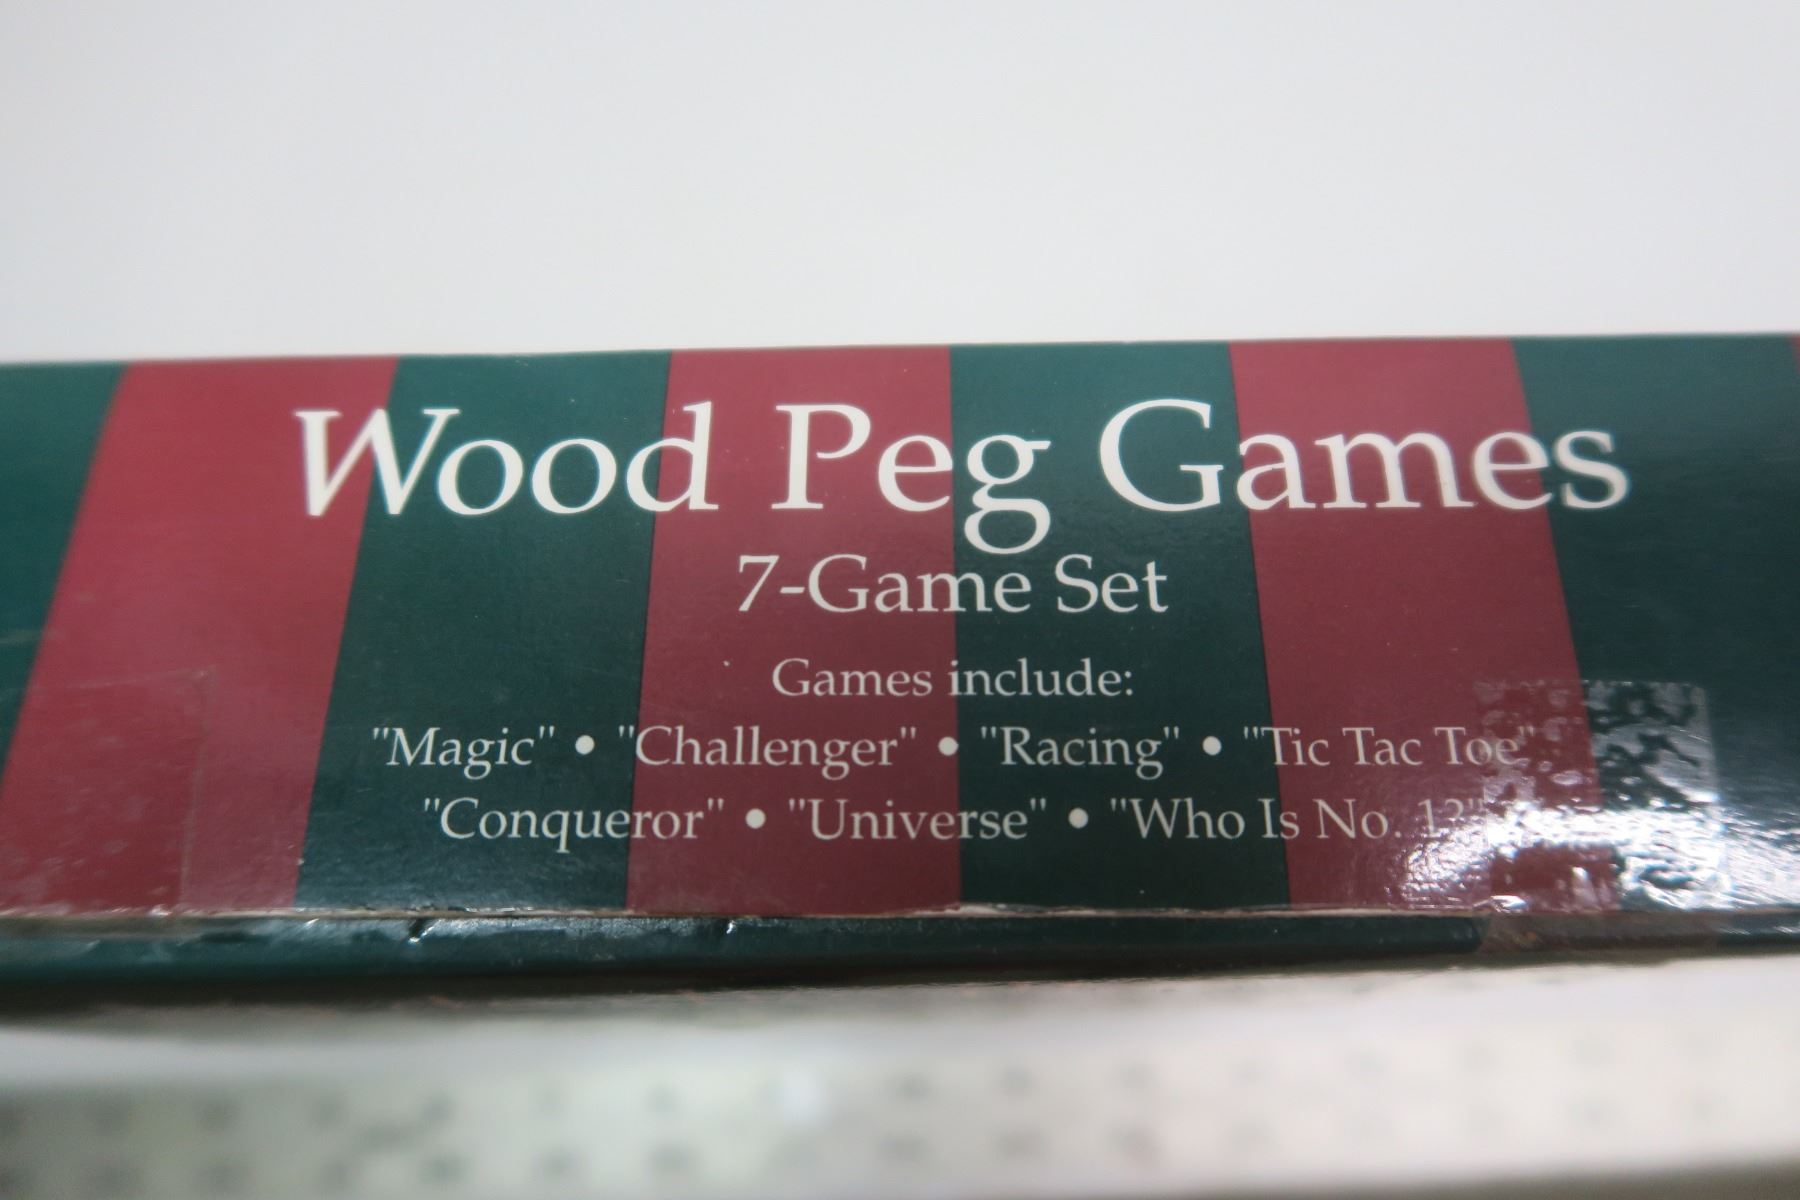 Wood Peg Games
7-Game Set
Games include:
"Magic" • "Challenger" • "Racing" • "Tic Tac Toe"
"Conqueror" • "Universe" • "Who Is No. 1?"